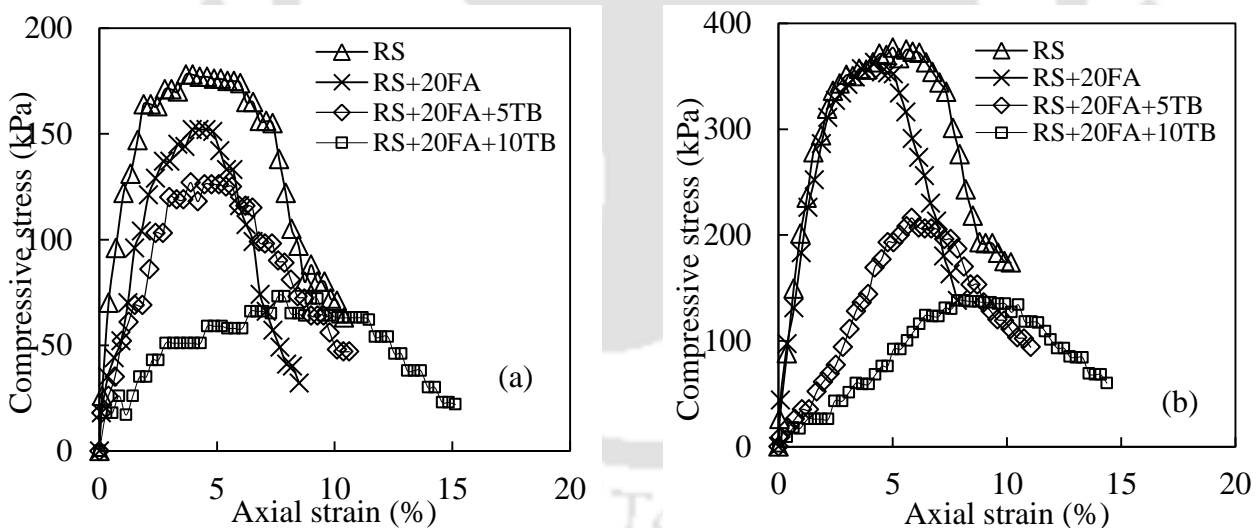 200
150
100
50
0
Compressive stress (kPa)
RS
RS+20FA
RS+20FA+5TB
RS+20FA+10TB
(a)
0 5 10 15 20
Axial strain (%)
400
300
200
100
0
Compressive stress (kPa)
RS
RS+20FA
RS+20FA+5TB
RS+20FA+10TB
(b)
0 5 10 15 20
Axial strain (%)